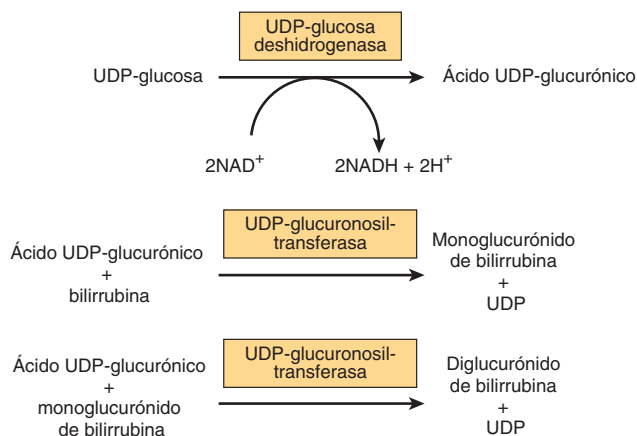 UDP-glucosa
deshidrogenasa
UDP-glucosa
Ácido UDP-glucurónico
2NAD+
2NADH + 2H+
UDP-glucuronosil-
transferasa
Ácido UDP-glucurónico
+
bilirrubina
Monoglucurónido
de bilirrubina
+
UDP
UDP-glucuronosil-
transferasa
Ácido UDP-glucurónico
+
monoglucurónido
de bilirrubina
Diglucurónido
de bilirrubina
+
UDP